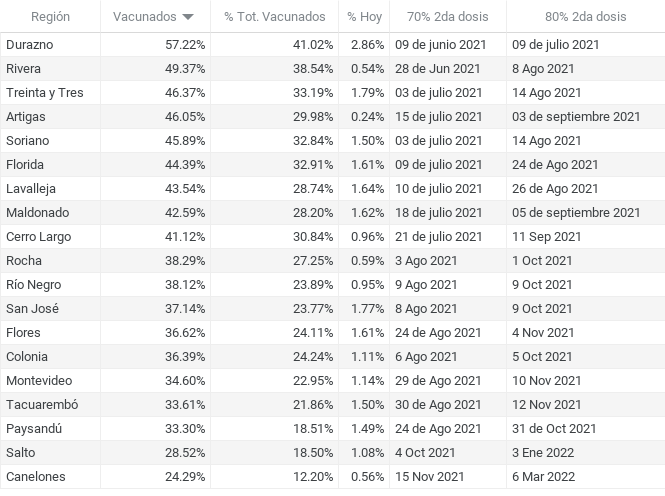 Región Vacunados % Tot. Vacunados % Hoy 70% 2da dosis 80% 2da dosis
Durazno 57.22% 41.02% 2.86% 09 de junio 2021 09 de julio 2021
Rivera 49.37% 38.54% 0.54% 28 de Jun 2021 8 Ago 2021
Treinta y Tres 46.37% 33.19% 1.79% 03 de julio 2021 14 Ago 2021
Artigas 46.05% 29.98% 0.24% 15 de julio 2021 03 de septiembre 2021
Soriano 45.89% 32.84% 1.50% 03 de julio 2021 14 Ago 2021
Florida 44.39% 32.91% 1.61% 09 de julio 2021 24 de Ago 2021
Lavalleja 43.54% 28.74% 1.64% 10 de julio 2021 26 de Ago 2021
Maldonado 42.59% 28.20% 1.62% 18 de julio 2021 05 de septiembre 2021
Cerro Largo 41.12% 30.84% 0.96% 21 de julio 2021 11 Sep 2021
Rocha 38.29% 27.25% 0.59% 3 Ago 2021 1 Oct 2021
Río Negro 38.12% 23.89% 0.95% 9 Ago 2021 9 Oct 2021
San José 37.14% 23.77% 1.77% 8 Ago 2021 9 Oct 2021
Flores 36.62% 24.11% 1.61% 24 de Ago 2021 4 Nov 2021
Colonia 36.39% 24.24% 1.11% 6 Ago 2021 5 Oct 2021
Montevideo 34.60% 22.95% 1.14% 29 de Ago 2021 10 Nov 2021
Tacuarembó 33.61% 21.86% 1.50% 30 de Ago 2021 12 Nov 2021
Paysandú 33.30% 18.51% 1.49% 24 de Ago 2021 31 de Oct 2021
Salto 28.52% 18.50% 1.08% 4 Oct 2021 3 Ene 2022
Canelones 24.29% 12.20% 0.56% 15 Nov 2021 6 Mar 2022